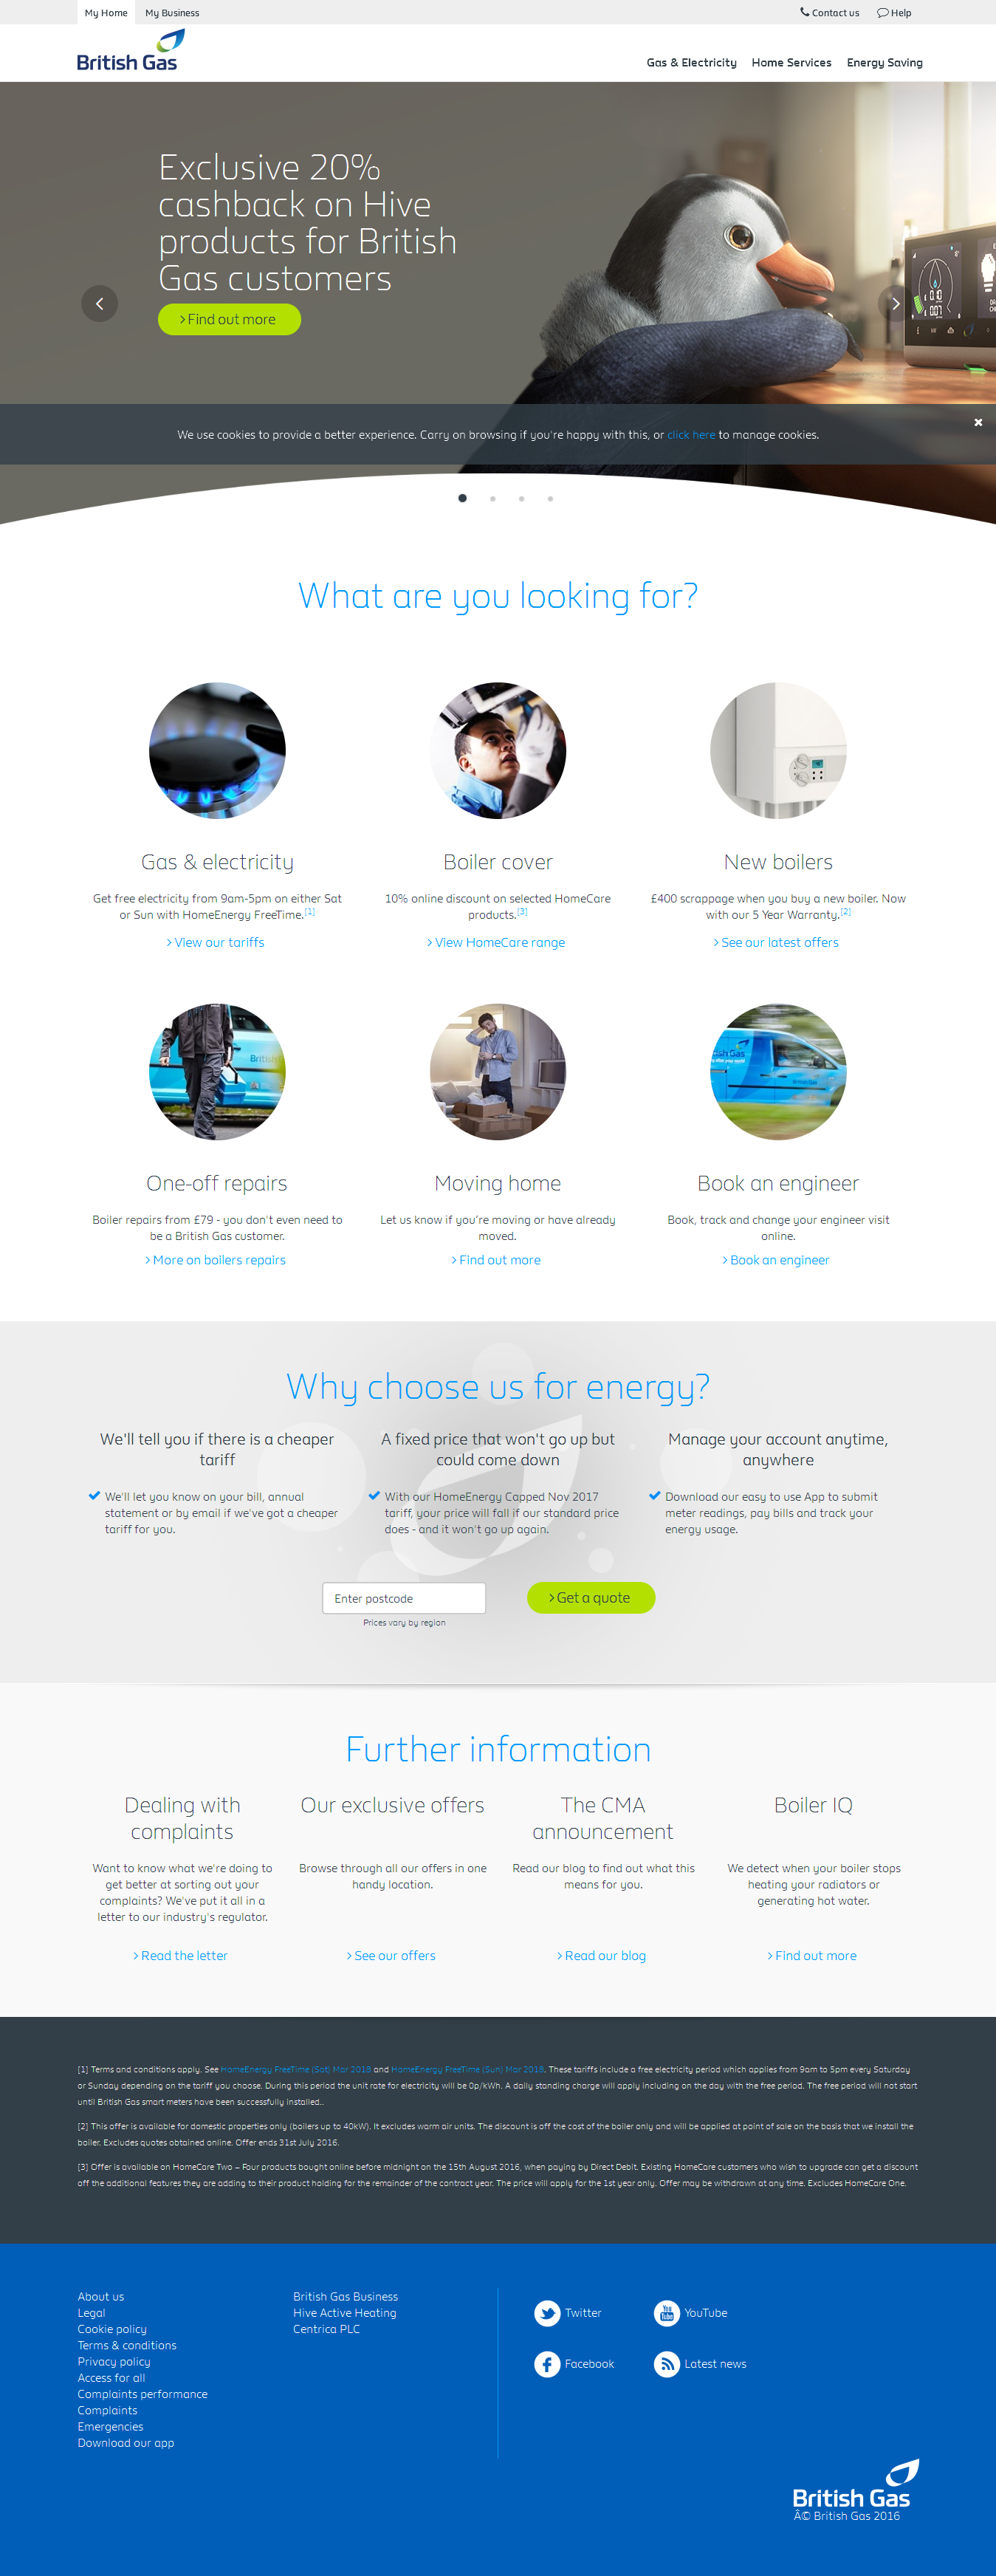 My Home My Business Contact us Help
British Gas
Gas & Electricity Home Services Energy Saving
Exclusive 20%
cashback on Hive
products for British
Gas customers
Find out more
We use cookies to provide a better experience. Carry on browsing if you're happy with this, or click here to manage cookies.
What are you looking for?
Gas & electricity
Get free electricity from 9am-5pm on either Sat
or Sun with HomeEnergy FreeTime.[1]
View our tariffs
Boiler cover
10% online discount on selected HomeCare
products.[3]
View HomeCare range
New boilers
£400 scrappage when you buy a new boiler. Now
with our 5 Year Warranty.[2]
See our latest offers
One-off repairs
Boiler repairs from £79 - you don't even need to
be a British Gas customer.
More on boilers repairs
Moving home
Let us know if you're moving or have already
moved.
Find out more
Book an engineer
Book, track and change your engineer visit
online.
Book an engineer
Why choose us for energy?
We'll tell you if there is a cheaper
tariff
We'll let you know on your bill, annual
statement or by email if we've got a cheaper
tariff for you.
A fixed price that won't go up but
could come down
With our HomeEnergy Capped Nov 2017
tariff, your price will fall if our standard price
does - and it won't go up again.
Manage your account anytime,
anywhere
Download our easy to use App to submit
meter readings, pay bills and track your
energy usage.
Enter postcode
Get a quote
Prices vary by region
Further information
Dealing with
complaints
Want to know what we're doing to
get better at sorting out your
complaints? We've put it all in a
letter to our industry's regulator.
Read the letter
Our exclusive offers
Browse through all our offers in one
handy location.
See our offers
The CMA
announcement
Read our blog to find out what this
means for you.
Read our blog
Boiler IQ
We detect when your boiler stops
heating your radiators or
generating hot water.
Find out more
[1] Terms and conditions apply. See HomeEnergy FreeTime (Sat) Mar 2018 and HomeEnergy FreeTime (Sun) Mar 2018. These tariffs include a free electricity period which applies from 9am to 5pm every Saturday
or Sunday depending on the tariff you choose. During this period the unit rate for electricity will be 0p/kWh. A daily standing charge will apply including on the day with the free period. The free period will not start
until British Gas smart meters have been successfully installed..
[2] This offer is available for domestic properties only (boilers up to 40kW). It excludes warm air units. The discount is off the cost of the boiler only and will be applied at point of sale on the basis that we install the
boiler. Excludes quotes obtained online. Offer ends 31st July 2016.
[3] Offer is available on HomeCare Two – Four products bought online before midnight on the 15th August 2016, when paying by Direct Debit. Existing HomeCare customers who wish to upgrade can get a discount
off the additional features they are adding to their product holding for the remainder of the contract year. The price will apply for the 1st year only. Offer may be withdrawn at any time. Excludes HomeCare One.
About us
Legal
Cookie policy
Terms & conditions
Privacy policy
Access for all
Complaints performance
Complaints
Emergencies
Download our app
British Gas Business
Hive Active Heating
Centrica PLC
Twitter
You Tube YouTube
Facebook
Latest news
British Gas
Â© British Gas 2016